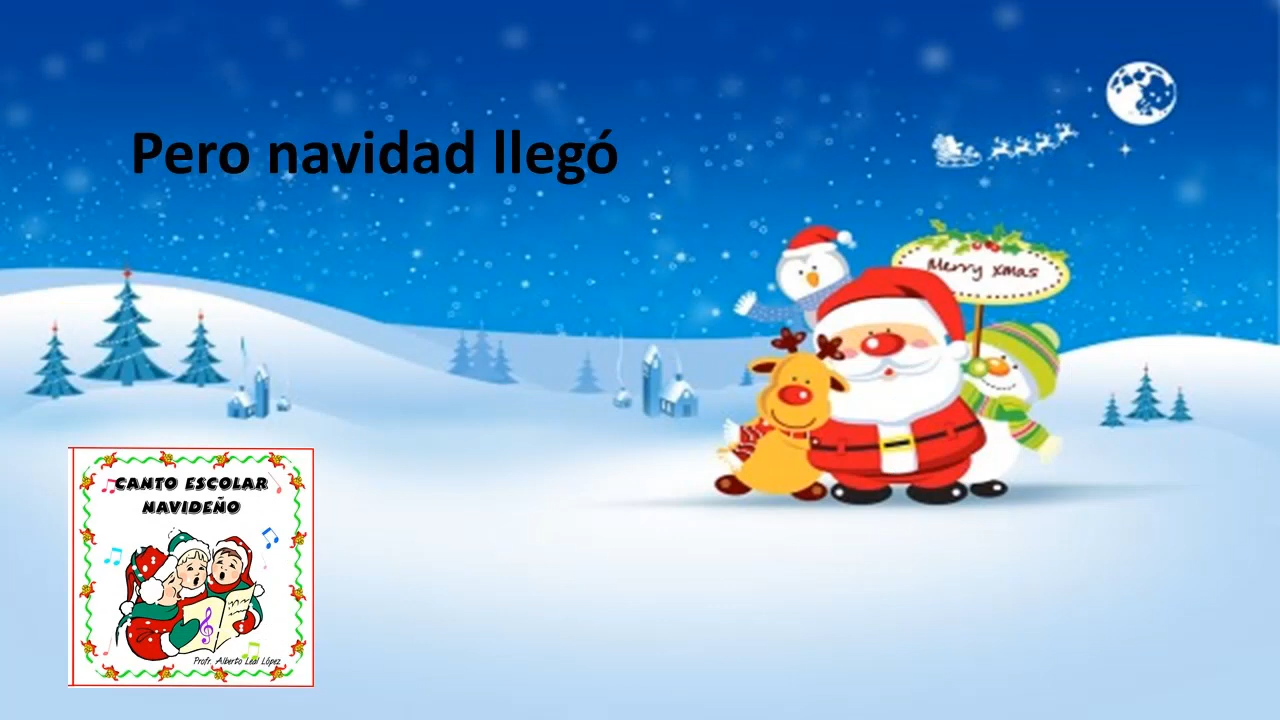 Pero navidad llegó
Merry xmas
CANTO ESCOLAR
NAVIDEÑO
Profr. Alberto Leal López